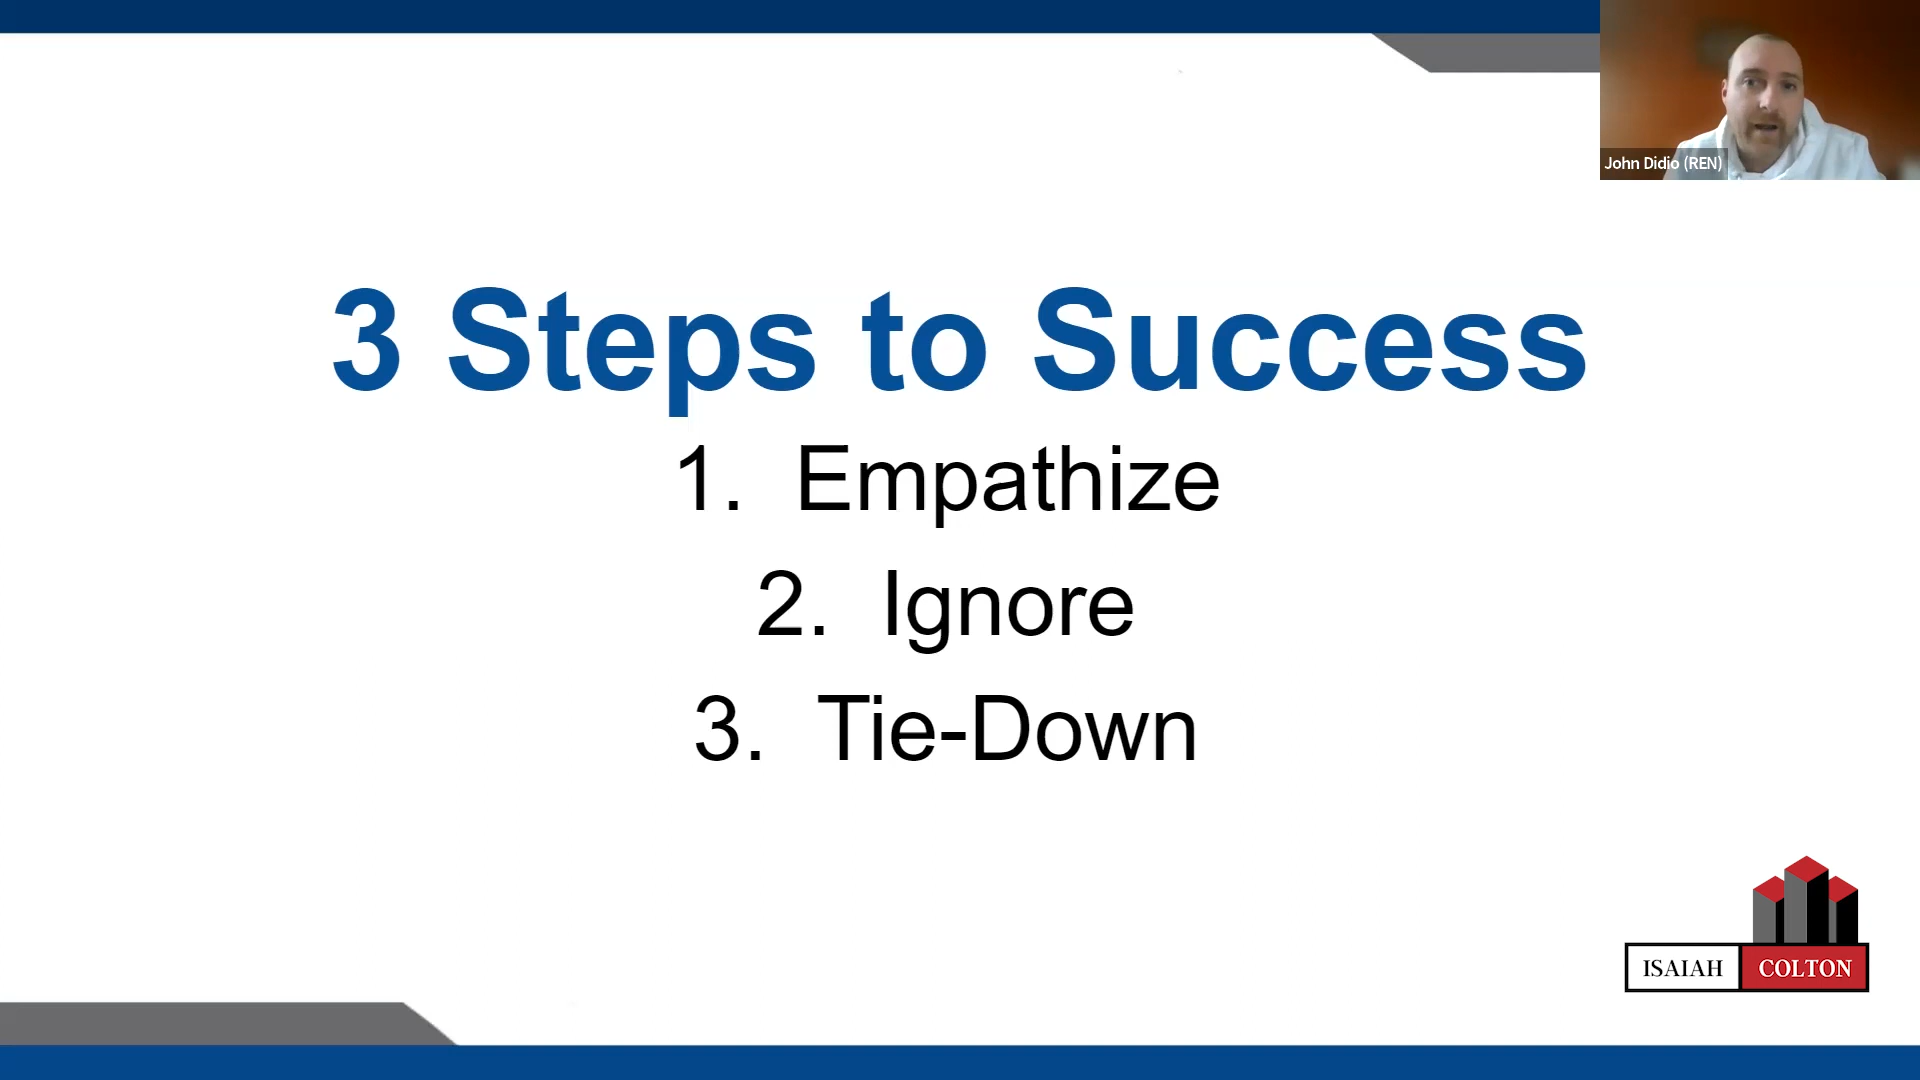 John Didio (REN)
3 Steps to Success
1. Empathize
2. Ignore
3. Tie-Down
ISAIAH COLTON